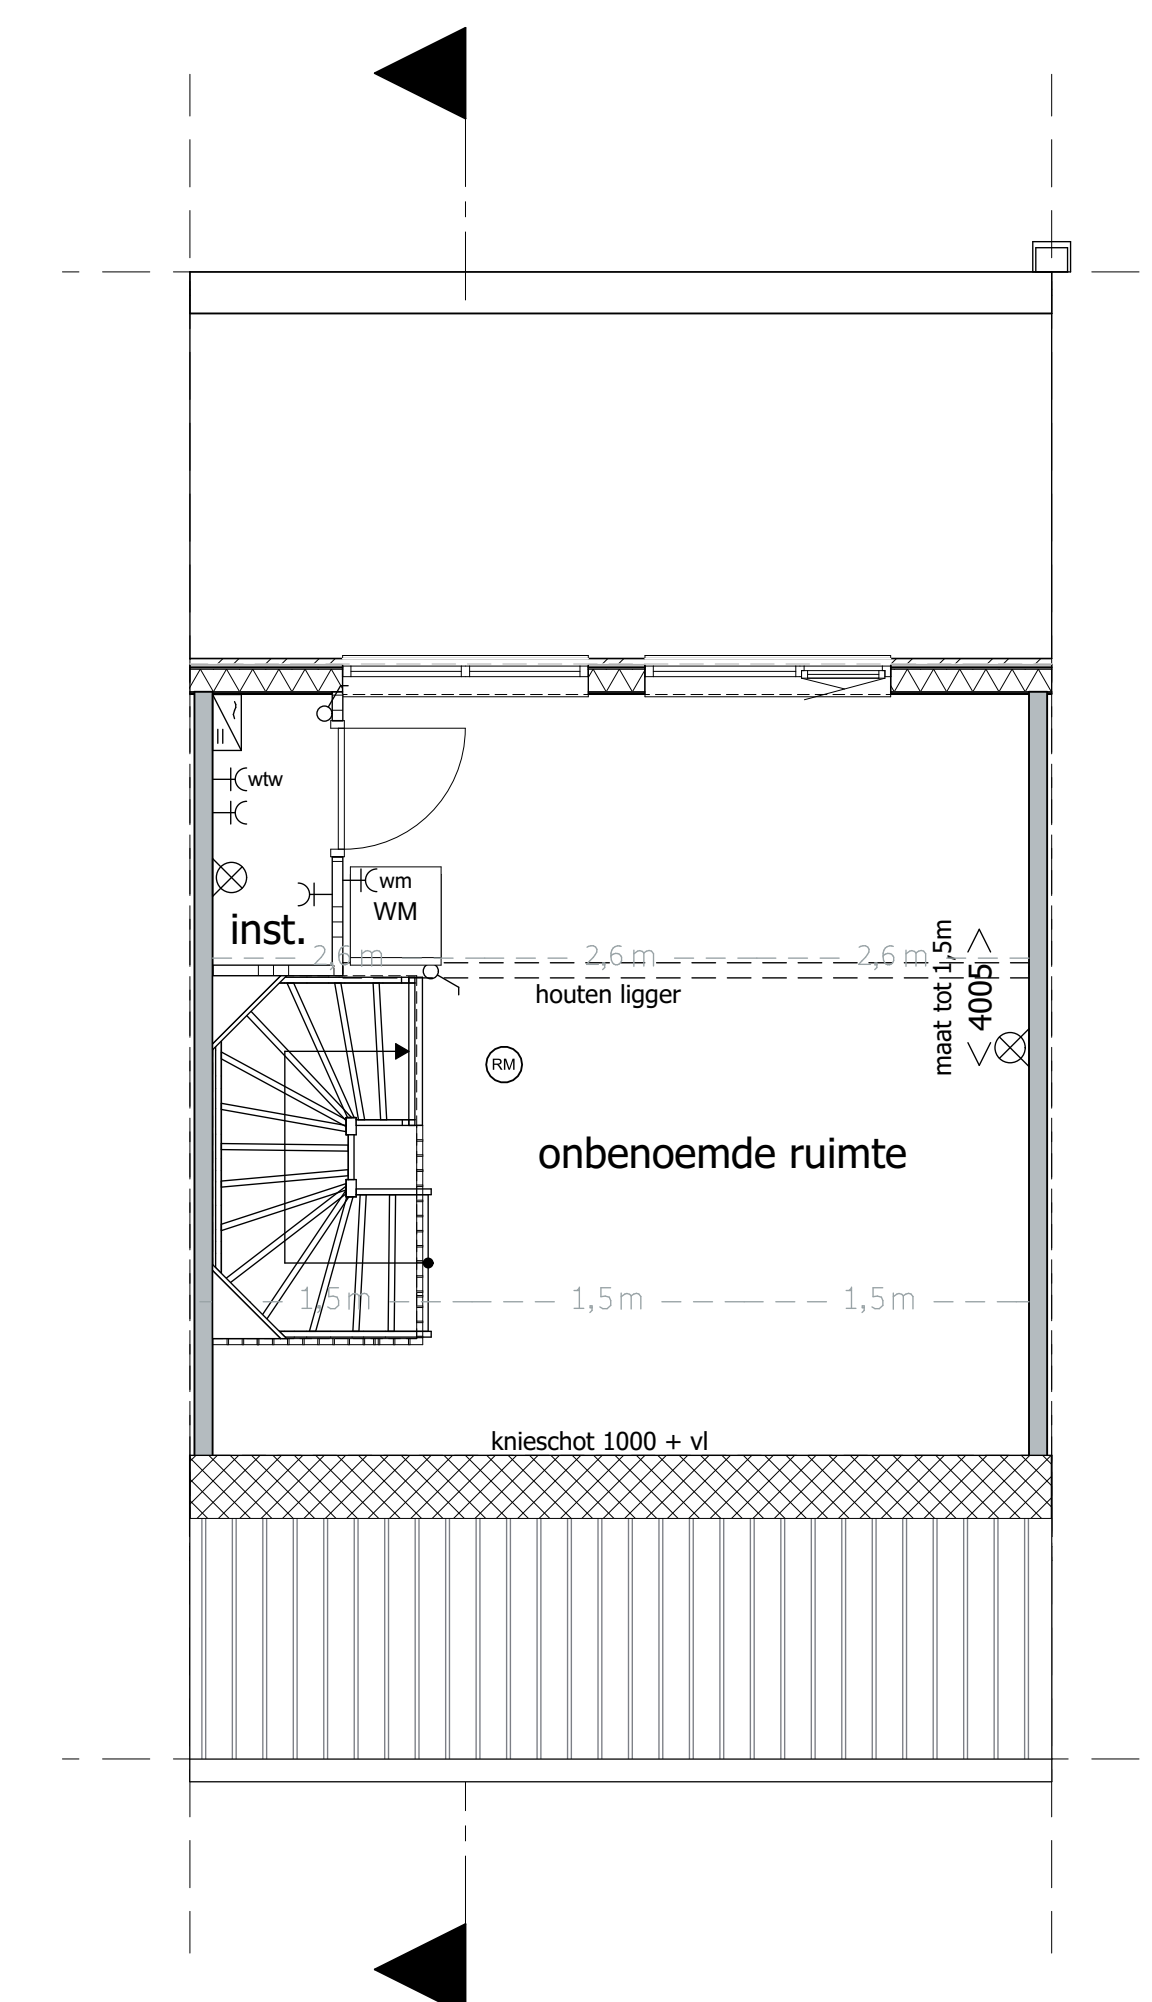 wtw
wm
WM
inst.
2,6 m
2,6 m
2,6 m
houten ligger
maat tot 1,5m
< 4005 >
RM
onbenoemde ruimte
1,5 m
1,5 m
1,5 m
knieschot 1000 + vl